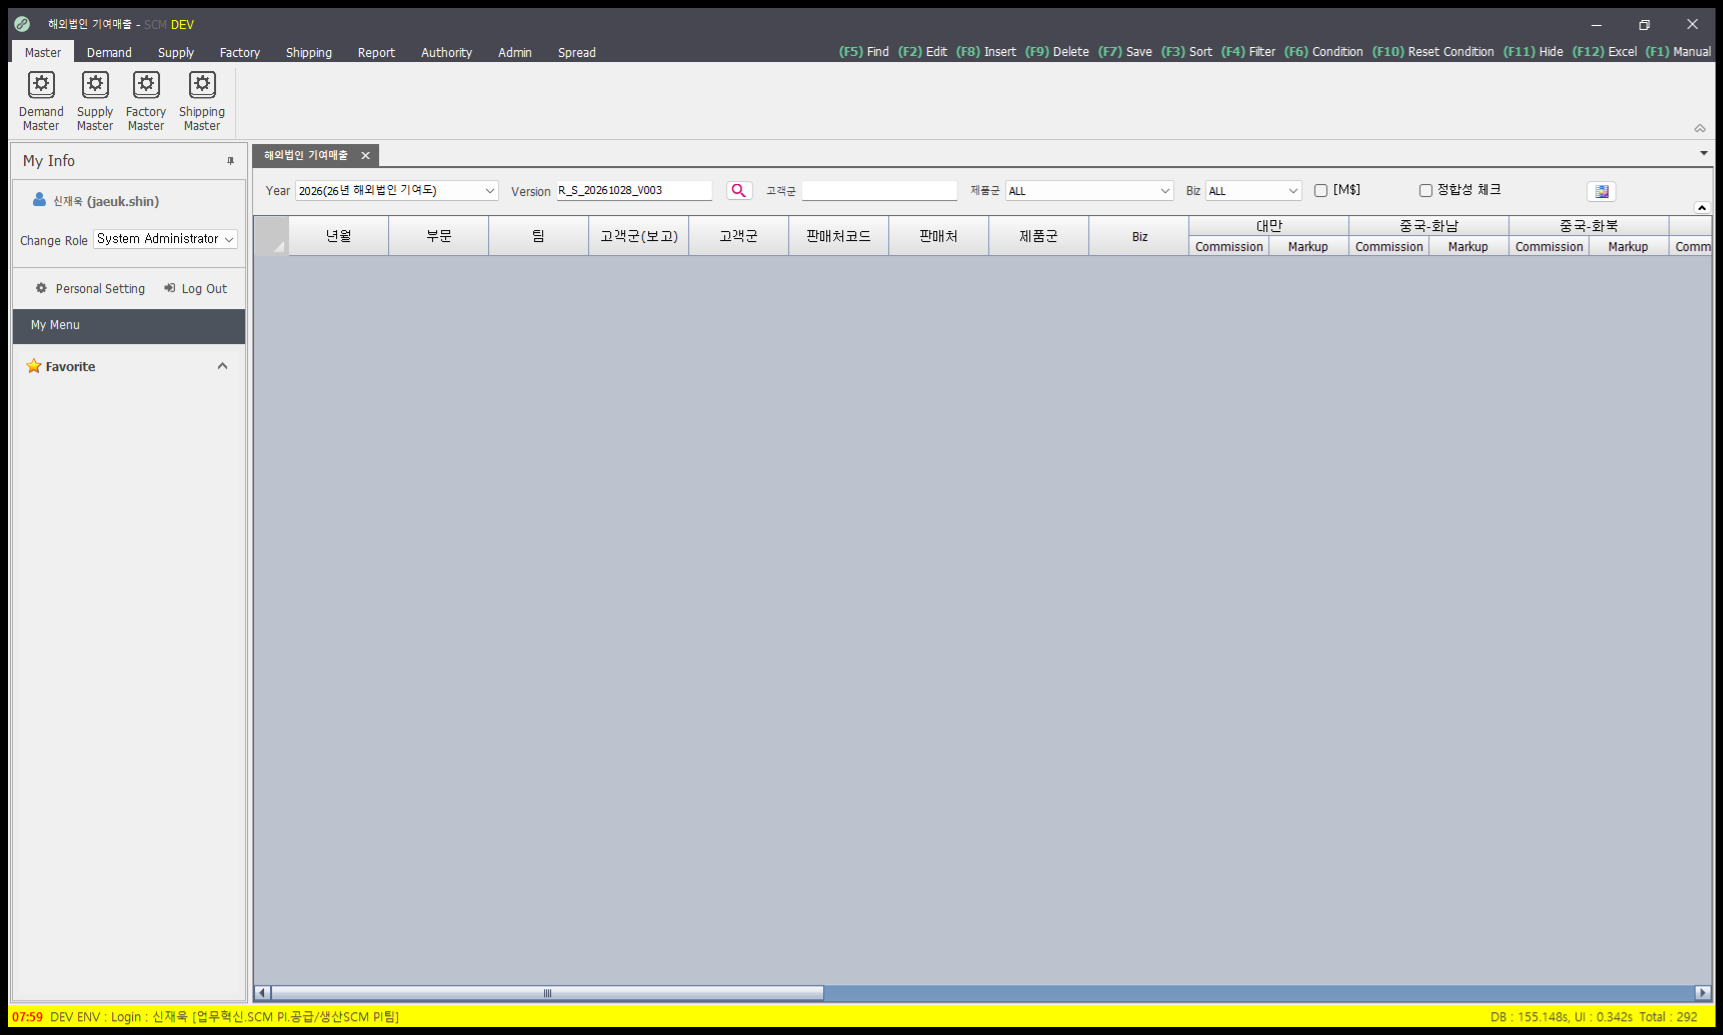 해외법인 기여매출 - SCM DEV
Master Demand Supply Factory Shipping Report Authority Admin Spread
(F5) Find (F2) Edit (F8) Insert (F9) Delete (F7) Save (F3) Sort (F4) Filter (F6) Condition (F10) Reset Condition (F11) Hide (F12) Excel (F1) Manual
Demand Master
Supply Master
Factory Master
Shipping Master
My Info
해외법인 기여매출
신재욱 (jaeuk.shin)
Change Role System Administrator
Personal Setting Log Out
My Menu
Favorite
Year 2026(26년 해외법인 기여도) Version R_S_20261028_V003 고객군 제품군 ALL Biz ALL [M$] 정합성 체크
년월 부문 팀 고객군(보고) 고객군 판매처코드 판매처 제품군 Biz
대만 중국-화남 중국-화북
Commission Markup Commission Markup Commission Markup Comm
07:59 DEV ENV : Login : 신재욱 [업무혁신.SCM PI.공급/생산SCM PI팀]
DB : 155.148s, UI : 0.342s Total : 292